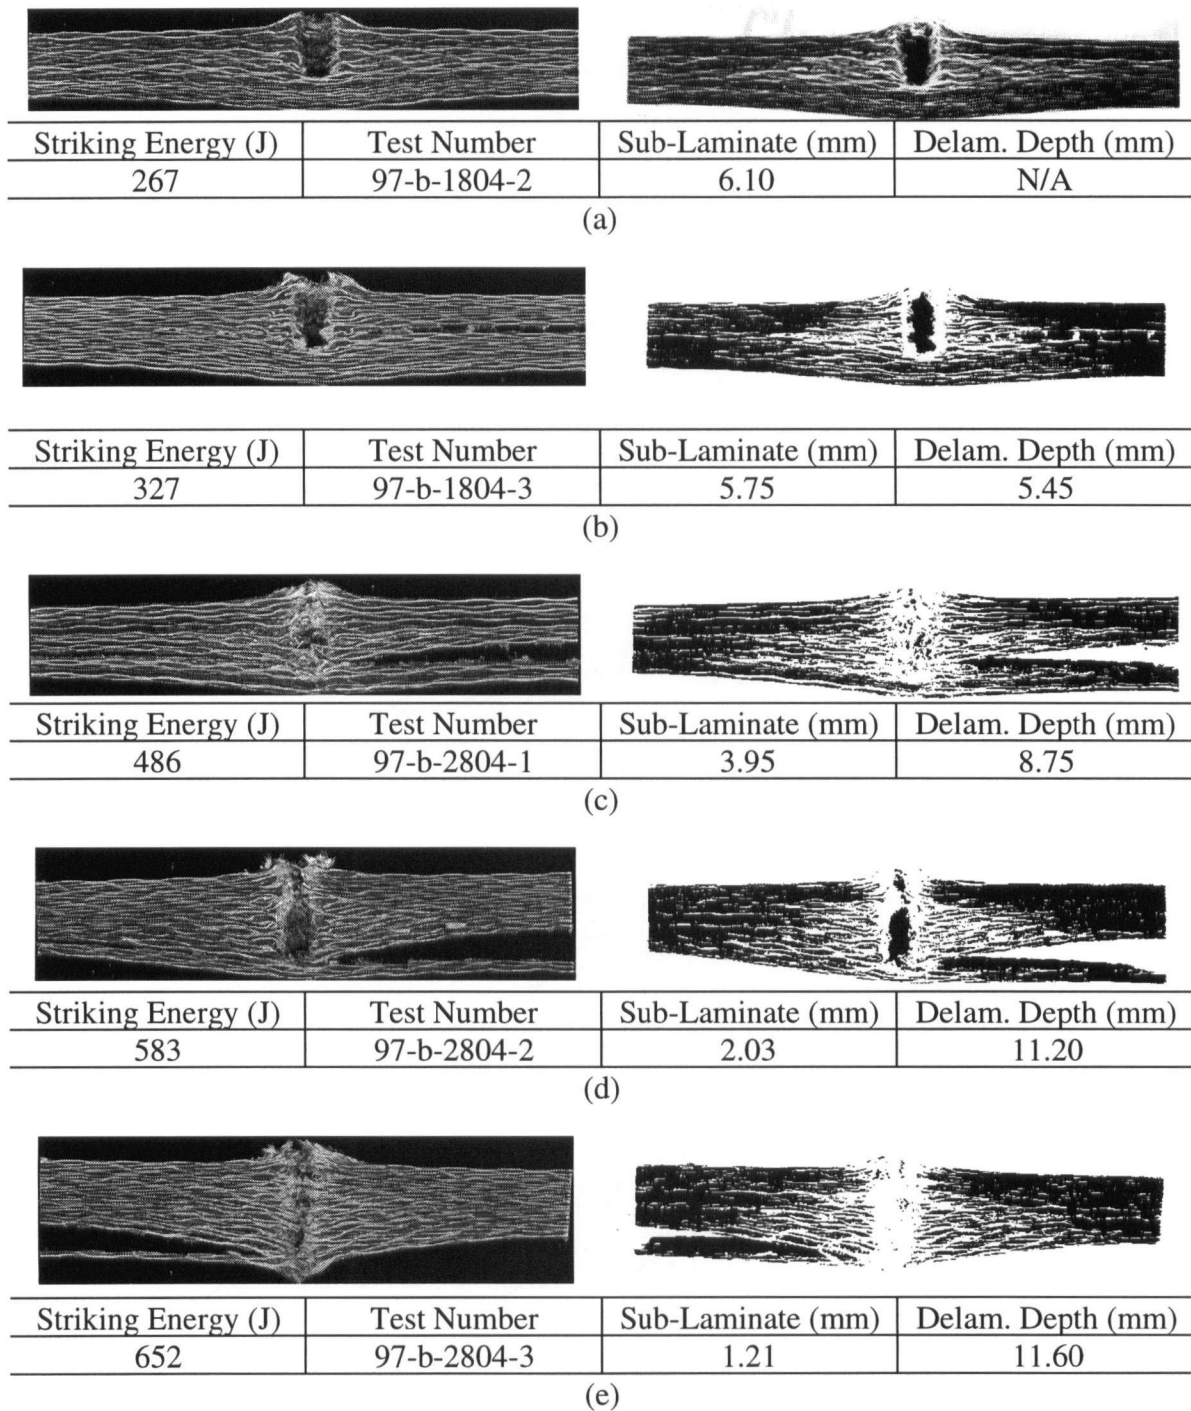 Striking Energy (J) Test Number Sub-Laminate (mm) Delam. Depth (mm)
267 97-b-1804-2 6.10 N/A
(a)
Striking Energy (J) Test Number Sub-Laminate (mm) Delam. Depth (mm)
327 97-b-1804-3 5.75 5.45
(b)
Striking Energy (J) Test Number Sub-Laminate (mm) Delam. Depth (mm)
486 97-b-2804-1 3.95 8.75
(c)
Striking Energy (J) Test Number Sub-Laminate (mm) Delam. Depth (mm)
583 97-b-2804-2 2.03 11.20
(d)
Striking Energy (J) Test Number Sub-Laminate (mm) Delam. Depth (mm)
652 97-b-2804-3 1.21 11.60
(e)